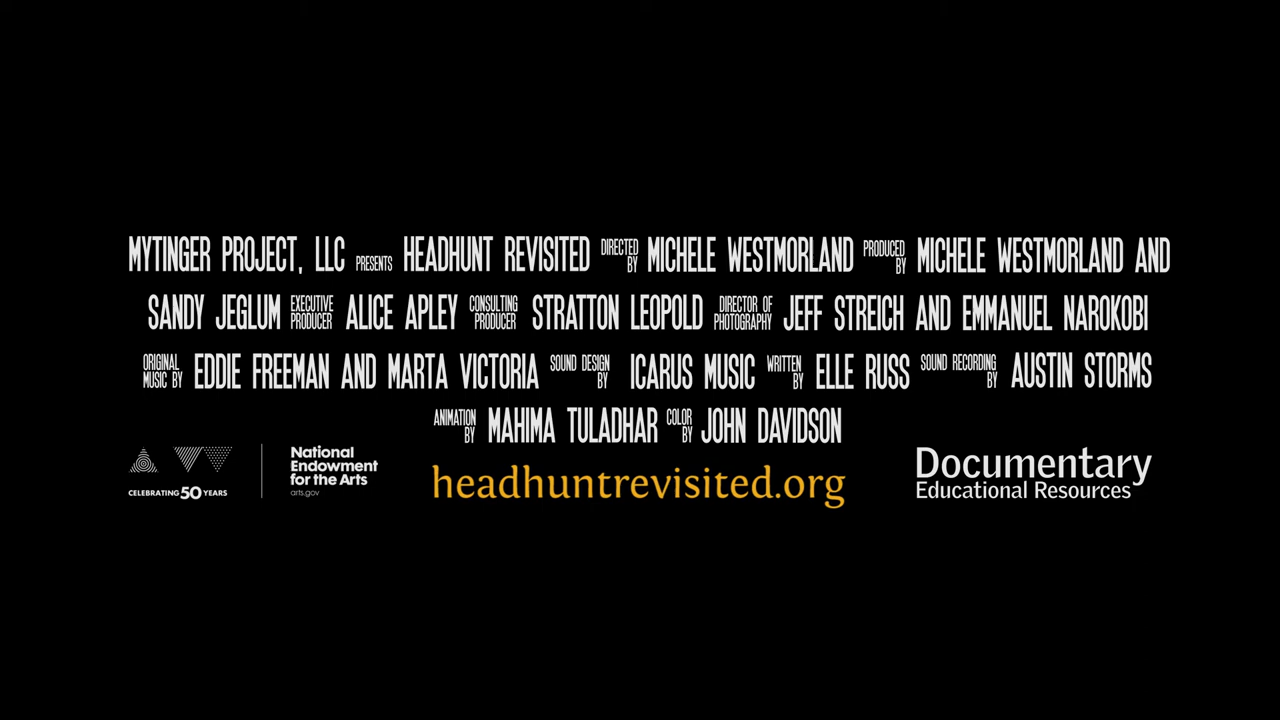 MYTINGER PROJECT, LLC PRESENTS HEADHUNT REVISITED DIRECTED BY MICHELE WESTMORLAND PRODUCED BY MICHELE WESTMORLAND AND
SANDY JEGLUM EXECUTIVE PRODUCER ALICE APLEY CONSULTING PRODUCER STRATTON LEOPOLD DIRECTOR OF PHOTOGRAPHY JEFF STREICH AND EMMANUEL NAROKOBI
ORIGINAL MUSIC BY EDDIE FREEMAN AND MARTA VICTORIA SOUND DESIGN BY ICARUS MUSIC WRITTEN BY ELLE RUSS SOUND RECORDING BY AUSTIN STORMS
ANIMATION BY MAHIMA TULADHAR COLOR BY JOHN DAVIDSON
CELEBRATING 50 YEARS
National
Endowment
for the Arts
arts.gov
headhuntrevisited.org
Documentary
Educational Resources